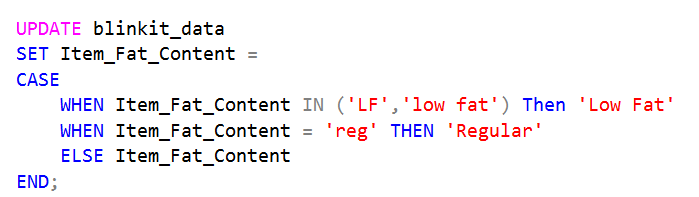 UPDATE blinkit_data
SET Item_Fat_Content =
CASE
    WHEN Item_Fat_Content IN ('LF','low fat') Then 'Low Fat'
    WHEN Item_Fat_Content = 'reg' THEN 'Regular'
    ELSE Item_Fat_Content
END;